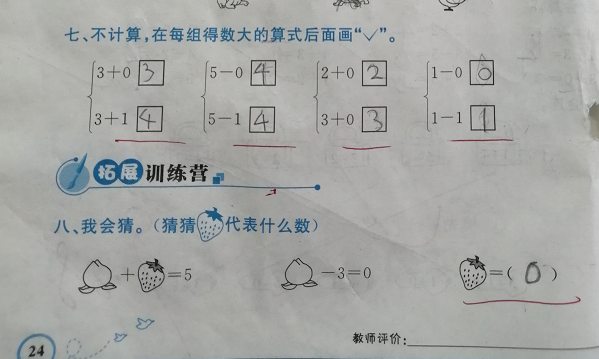 七、不计算，在每组得数大的算式后面画“✓”。
3＋0 3 5－0 4 2＋0 2 1－0 0
3＋1 4 5－1 4 3＋0 3 1－1 1
拓展训练营
八、我会猜。（猜猜代表什么数）
＋＝5 －3＝0 ＝（ 0 ）
教师评价：
24